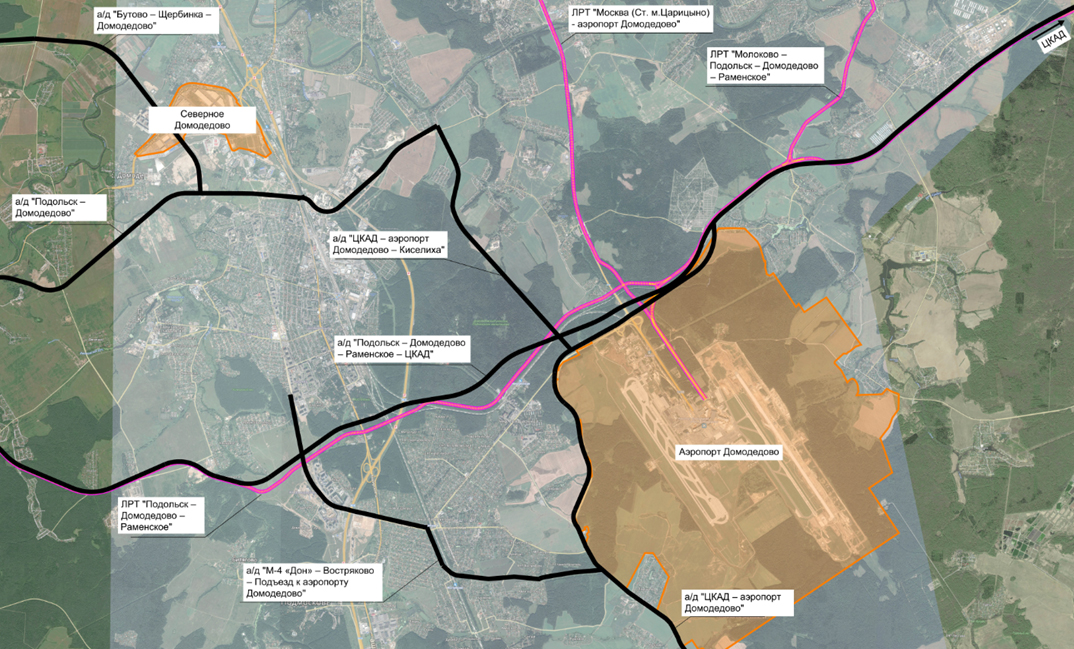 а/д "Бутово – Щербинка –
Домодедово"
ЛРТ "Москва (Ст. м.Царицыно)
- аэропорт Домодедово"
ЦКАД
ЛРТ "Молоково –
Подольск – Домодедово
– Раменское"
Северное
Домодедово
а/д "Подольск –
Домодедово"
а/д "ЦКАД – аэропорт
Домодедово – Киселиха"
а/д "Подольск – Домодедово
– Раменское – ЦКАД"
Аэропорт Домодедово
ЛРТ "Подольск –
Домодедово –
Раменское"
а/д "М-4 «Дон» – Востряково
– Подъезд к аэропорту
Домодедово"
а/д "ЦКАД – аэропорт
Домодедово"